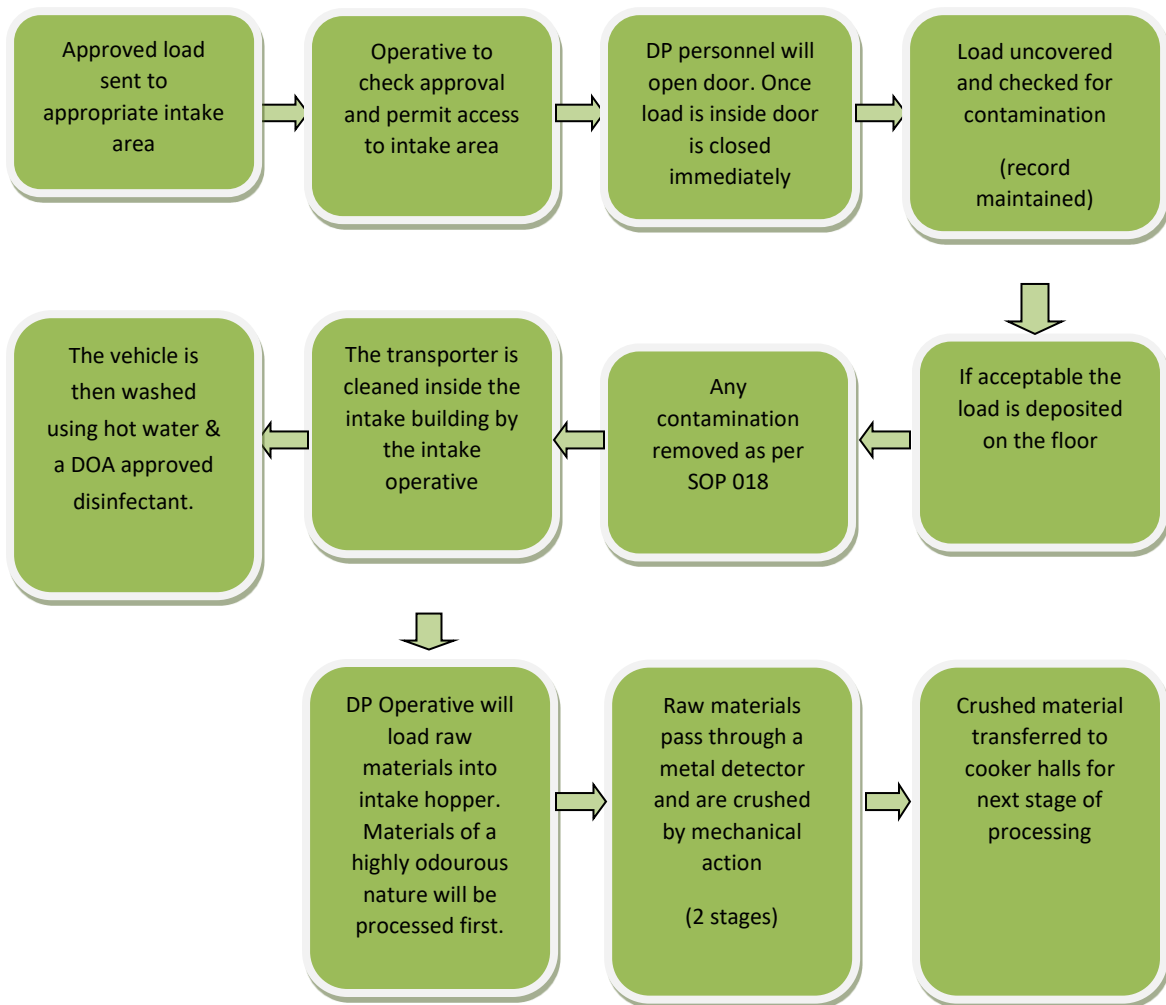 Approved load
sent to
appropriate intake
area
Operative to
check approval
and permit access
to intake area
DP personnel will
open door. Once
load is inside door
is closed
immediately
Load uncovered
and checked for
contamination
(record
maintained)
If acceptable the
load is deposited
on the floor
Any
contamination
removed as per
SOP 018
The transporter is
cleaned inside the
intake building by
the intake
operative
The vehicle is
then washed
using hot water &
a DOA approved
disinfectant.
DP Operative will
load raw
materials into
intake hopper.
Materials of a
highly odourous
nature will be
processed first.
Raw materials
pass through a
metal detector
and are crushed
by mechanical
action
(2 stages)
Crushed material
transferred to
cooker halls for
next stage of
processing